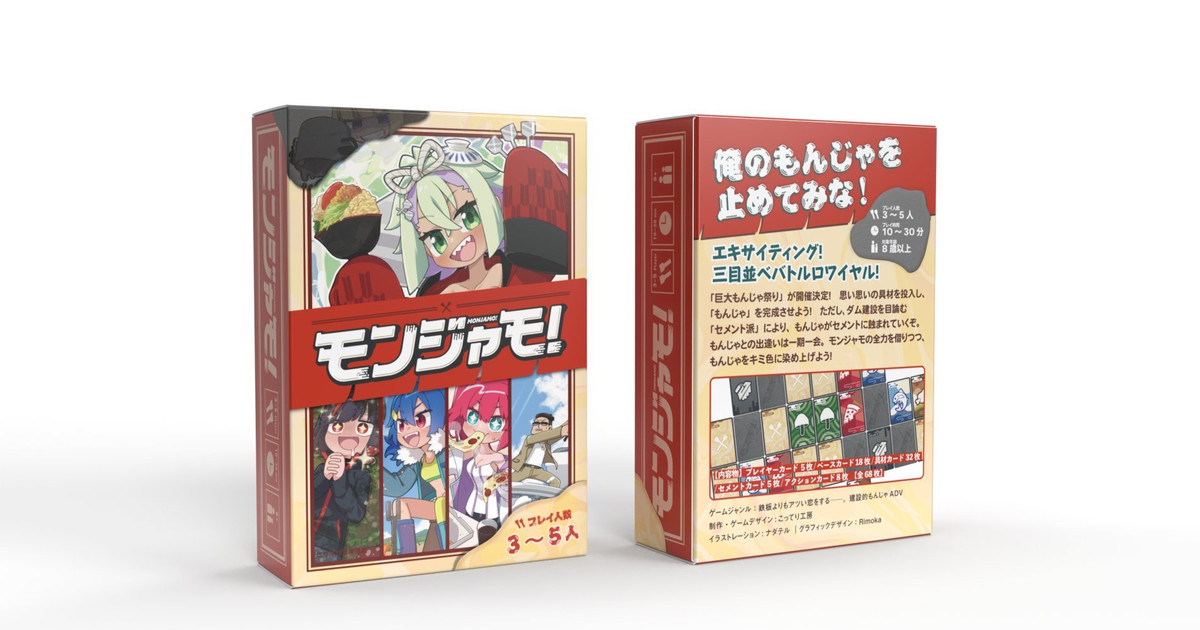 モンジャモ!
モンジャモ!
MONJAMO!
プレイ人数
3〜5人
モンジャモ!
俺のもんじゃを
止めてみな!
プレイ人数
3〜5人
プレイ時間
10〜30分
対象年齢
8歳以上
エキサイティング!
三目並べバトルロワイヤル!
「巨大もんじゃ祭り」が開催決定! 思い思いの具材を投入し、
「もんじゃ」を完成させよう! ただし、ダム建設を目論む
「セメント派」により、もんじゃがセメントに蝕まれていくぞ。
もんじゃとの出逢いは一期一会。モンジャモの全力を借りつつ、
もんじゃをキミ色に染め上げよう!
【内容物】プレイヤーカード 5枚/ベースカード18枚/具材カード 32枚
/セメントカード 5枚/アクションカード8枚 【全68枚】
ゲームジャンル:鉄板よりもアツい恋をする──。建設的もんじゃADV
制作・ゲームデザイン:こってり工房
イラストレーション:ナダテル | グラフィックデザイン:Rimoka